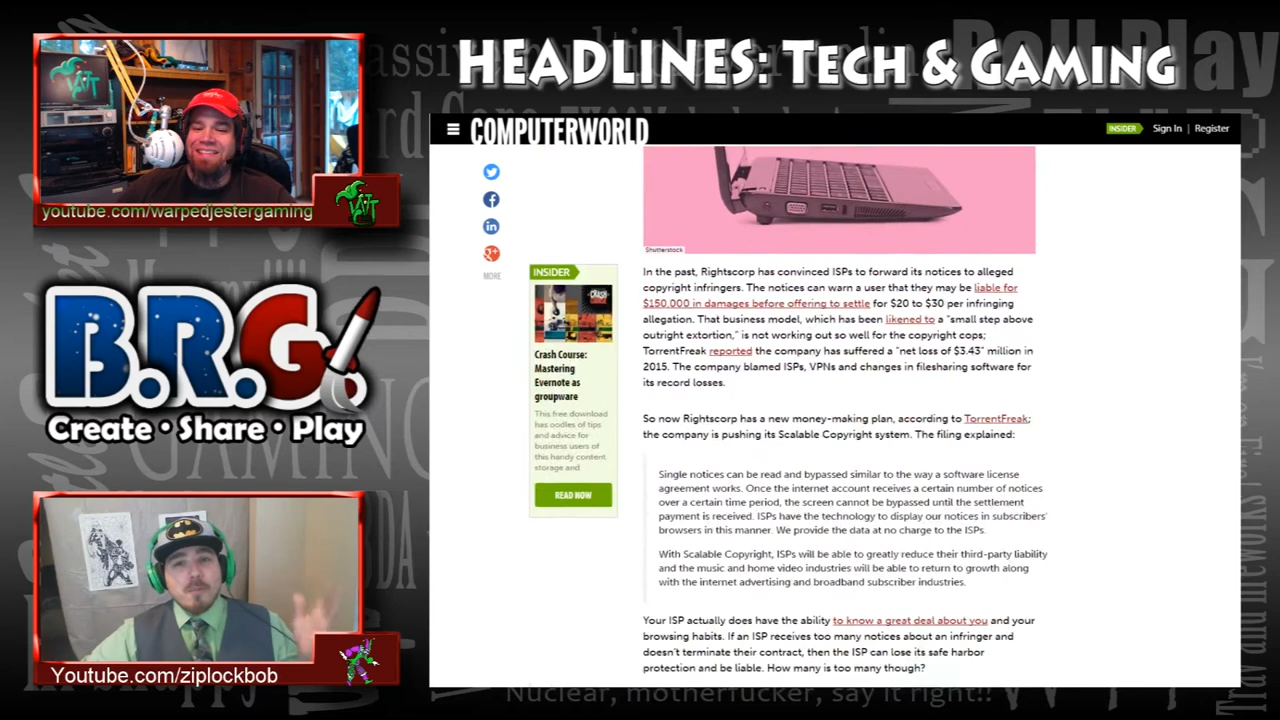 HEADLINES: TECH & GAMING
youtube.com/warpedjestergaming
B.R.G.
Create • Share • Play
Youtube.com/ziplockbob
COMPUTERWORLD
INSIDER
Sign In | Register
MORE
INSIDER
Crash Course:
Mastering
Evernote as
groupware
This free download
has oodles of tips
and advice for
business users of
this handy content
storage and
READ NOW
Shutterstock
In the past, Rightscorp has convinced ISPs to forward its notices to alleged
copyright infringers. The notices can warn a user that they may be liable for
$150,000 in damages before offering to settle for $20 to $30 per infringing
allegation. That business model, which has been likened to a "small step above
outright extortion," is not working out so well for the copyright cops;
TorrentFreak reported the company has suffered a "net loss of $3.43" million in
2015. The company blamed ISPs, VPNs and changes in filesharing software for
its record losses.
So now Rightscorp has a new money-making plan, according to TorrentFreak;
the company is pushing its Scalable Copyright system. The filing explained:
Single notices can be read and bypassed similar to the way a software license
agreement works. Once the internet account receives a certain number of notices
over a certain time period, the screen cannot be bypassed until the settlement
payment is received. ISPs have the technology to display our notices in subscribers'
browsers in this manner. We provide the data at no charge to the ISPs.
With Scalable Copyright, ISPs will be able to greatly reduce their third-party liability
and the music and home video industries will be able to return to growth along
with the internet advertising and broadband subscriber industries.
Your ISP actually does have the ability to know a great deal about you and your
browsing habits. If an ISP receives too many notices about an infringer and
doesn't terminate their contract, then the ISP can lose its safe harbor
protection and be liable. How many is too many though?
Nuclear, motherfucker, say it right!!